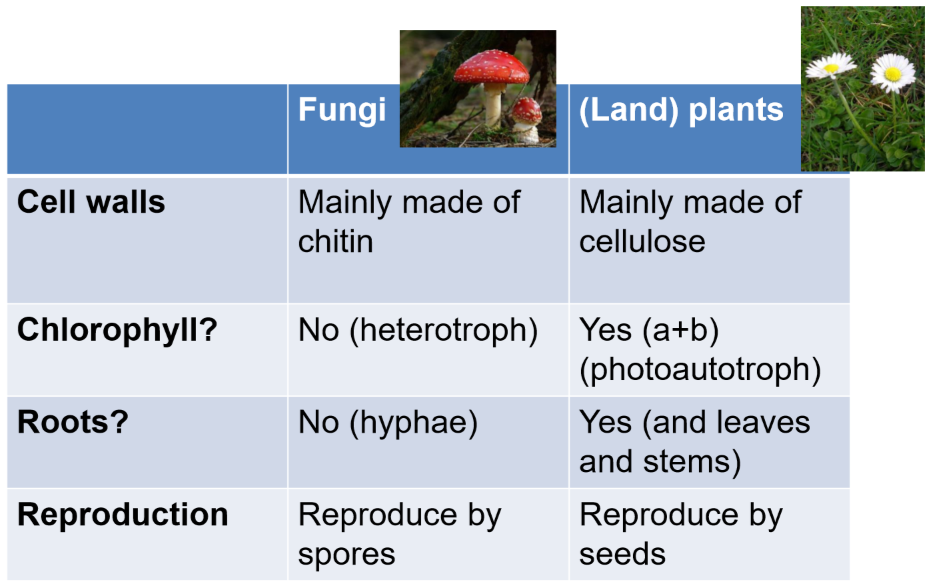 Fungi
(Land) plants
Cell walls
Mainly made of
chitin
Mainly made of
cellulose
Chlorophyll?
No (heterotroph)
Yes (a+b)
(photoautotroph)
Roots?
No (hyphae)
Yes (and leaves
and stems)
Reproduction
Reproduce by
spores
Reproduce by
seeds